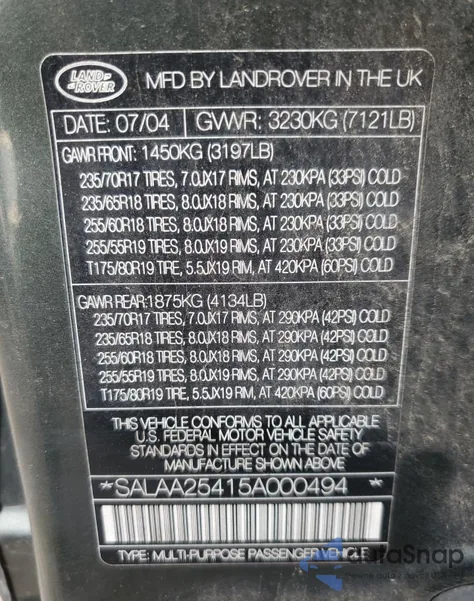 LAND ROVER
MFD BY LANDROVER IN THE UK
DATE: 07/04 GVWR: 3230KG (7121LB)
GAWR FRONT: 1450KG (3197LB)
235/70R17 TIRES, 7.0JX17 RIMS, AT 230KPA (33PSI) COLD
235/65R18 TIRES, 8.0JX18 RIMS, AT 230KPA (33PSI) COLD
255/60R18 TIRES, 8.0JX18 RIMS, AT 230KPA (33PSI) COLD
255/55R19 TIRES, 8.0JX19 RIMS, AT 230KPA (33PSI) COLD
T175/80R19 TIRE, 5.5JX19 RIM, AT 420KPA (60PSI) COLD
GAWR REAR: 1875KG (4134LB)
235/70R17 TIRES, 7.0JX17 RIMS, AT 290KPA (42PSI) COLD
235/65R18 TIRES, 8.0JX18 RIMS, AT 290KPA (42PSI) COLD
255/60R18 TIRES, 8.0JX18 RIMS, AT 290KPA (42PSI) COLD
255/55R19 TIRES, 8.0JX19 RIMS, AT 290KPA (42PSI) COLD
T175/80R19 TIRE, 5.5JX19 RIM, AT 420KPA (60PSI) COLD
THIS VEHICLE CONFORMS TO ALL APPLICABLE
U.S. FEDERAL MOTOR VEHICLE SAFETY
STANDARDS IN EFFECT ON THE DATE OF
MANUFACTURE SHOWN ABOVE
*SALAA25415A000494*
TYPE: MULTI-PURPOSE PASSENGER VEHICLE
AutoSnap